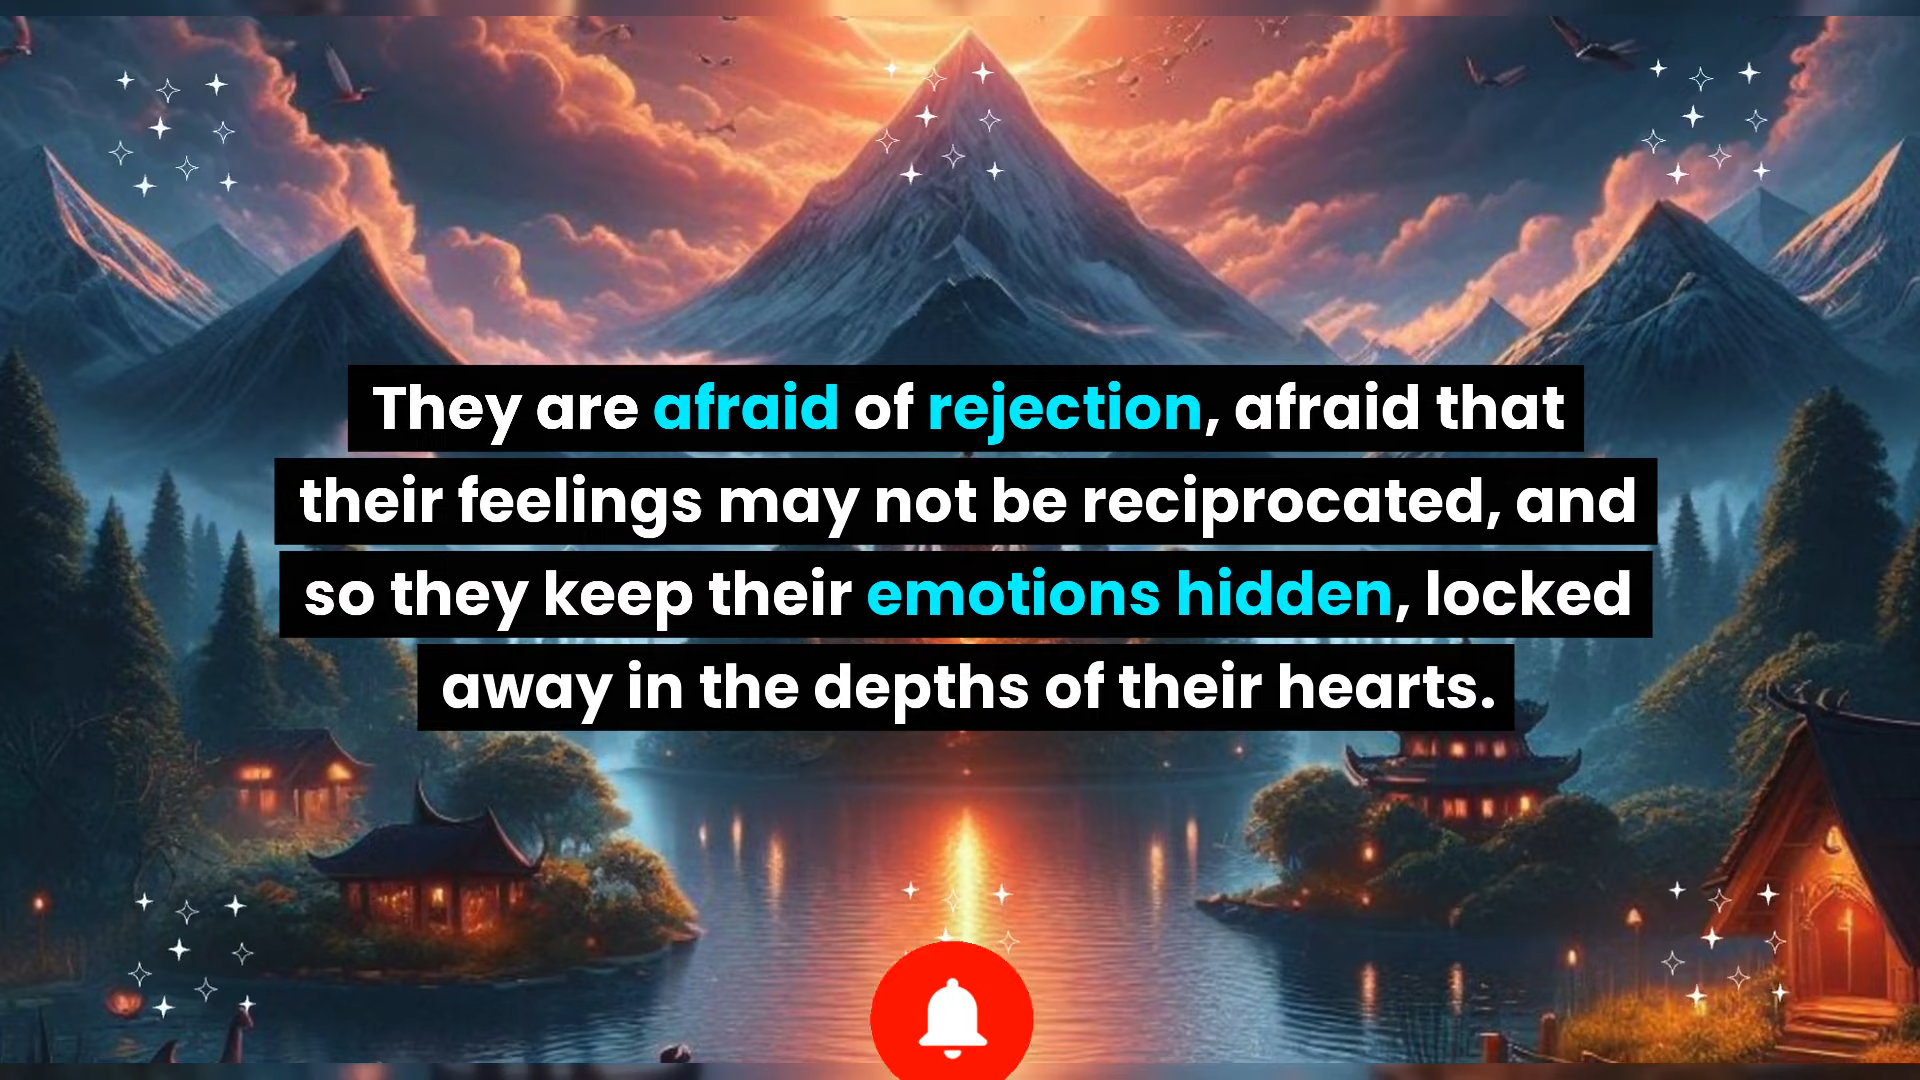 They are afraid of rejection, afraid that
their feelings may not be reciprocated, and
so they keep their emotions hidden, locked
away in the depths of their hearts.